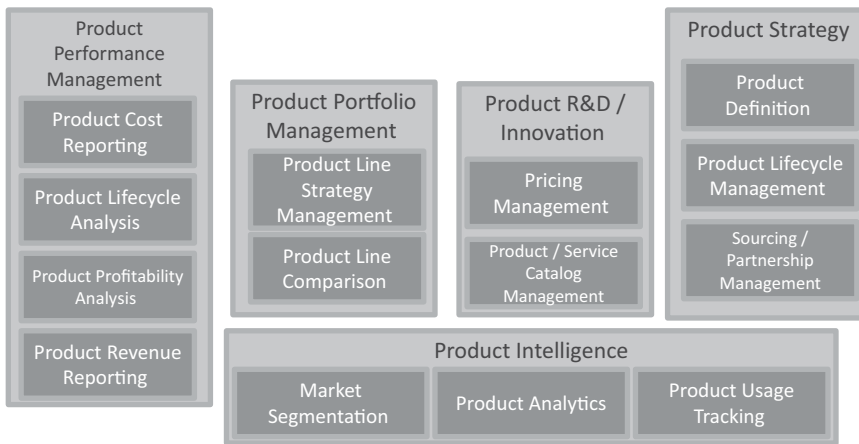 Product
Performance
Management
Product Cost
Reporting
Product Lifecycle
Analysis
Product Profitability
Analysis
Product Revenue
Reporting
Product Portfolio
Management
Product Line
Strategy
Management
Product Line
Comparison
Product R&D /
Innovation
Pricing
Management
Product / Service
Catalog
Management
Product Strategy
Product
Definition
Product Lifecycle
Management
Sourcing /
Partnership
Management
Product Intelligence
Market
Segmentation
Product Analytics
Product Usage
Tracking